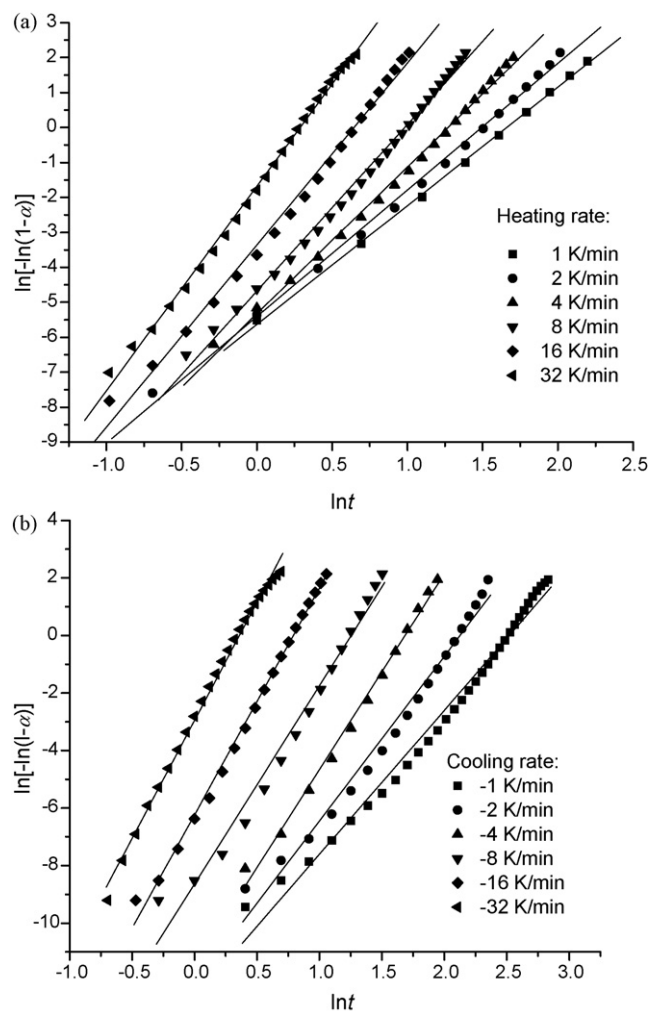 (a)
3
2
1
0
-1
-2
-3
-4
-5
-6
-7
-8
-9
ln[-ln(1-α)]
Heating rate:
1 K/min
2 K/min
4 K/min
8 K/min
16 K/min
32 K/min
-1.0 -0.5 0.0 0.5 1.0 1.5 2.0 2.5
lnt
(b)
4
2
0
-2
-4
-6
-8
-10
ln[-ln(l-α)]
Cooling rate:
-1 K/min
-2 K/min
-4 K/min
-8 K/min
-16 K/min
-32 K/min
-1.0 -0.5 0.0 0.5 1.0 1.5 2.0 2.5 3.0
lnt